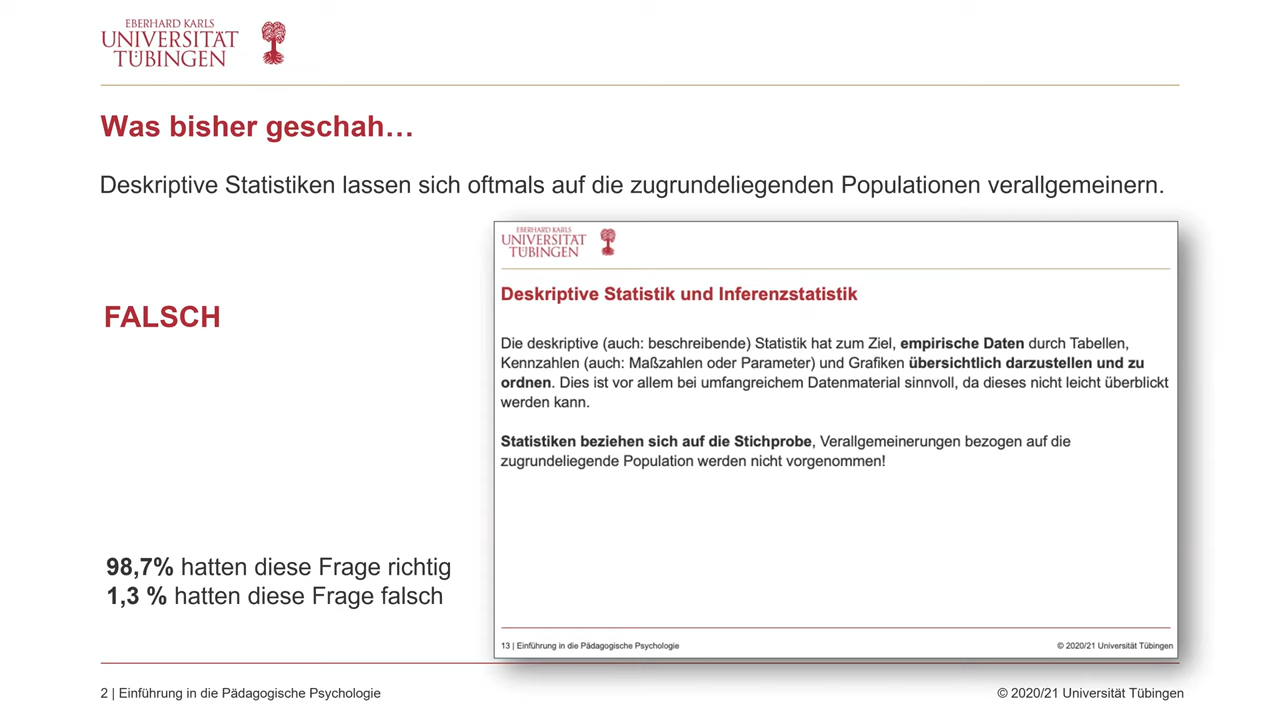 EBERHARD KARLS
UNIVERSITÄT
TÜBINGEN
Was bisher geschah…
Deskriptive Statistiken lassen sich oftmals auf die zugrundeliegenden Populationen verallgemeinern.
FALSCH
98,7% hatten diese Frage richtig
1,3 % hatten diese Frage falsch
EBERHARD KARLS
UNIVERSITÄT
TÜBINGEN
Deskriptive Statistik und Inferenzstatistik
Die deskriptive (auch: beschreibende) Statistik hat zum Ziel, empirische Daten durch Tabellen,
Kennzahlen (auch: Maßzahlen oder Parameter) und Grafiken übersichtlich darzustellen und zu
ordnen. Dies ist vor allem bei umfangreichem Datenmaterial sinnvoll, da dieses nicht leicht überblickt
werden kann.
Statistiken beziehen sich auf die Stichprobe, Verallgemeinerungen bezogen auf die
zugrundeliegende Population werden nicht vorgenommen!
13 | Einführung in die Pädagogische Psychologie
© 2020/21 Universität Tübingen
2 | Einführung in die Pädagogische Psychologie
© 2020/21 Universität Tübingen